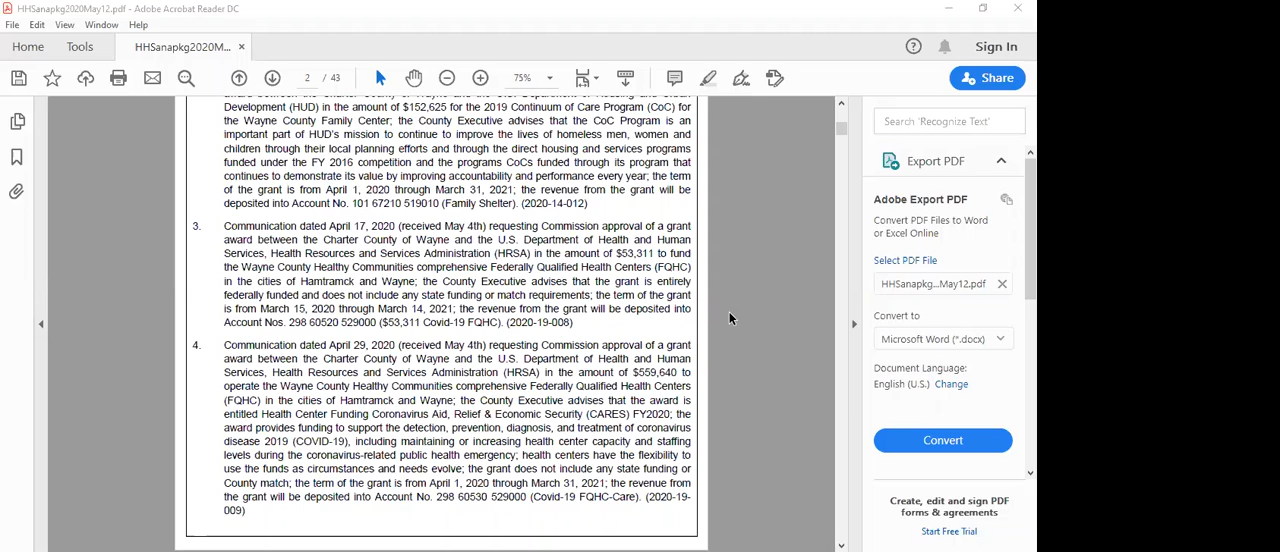 HHSanapkg2020May12.pdf - Adobe Acrobat Reader DC
File Edit View Window Help
Home Tools HHSanapkg2020M... × Sign In
2 / 43 75% Share
Development (HUD) in the amount of $152,625 for the 2019 Continuum of Care Program (CoC) for
the Wayne County Family Center; the County Executive advises that the CoC Program is an
important part of HUD's mission to continue to improve the lives of homeless men, women and
children through their local planning efforts and through the direct housing and services programs
funded under the FY 2016 competition and the programs CoCs funded through its program that
continues to demonstrate its value by improving accountability and performance every year; the term
of the grant is from April 1, 2020 through March 31, 2021; the revenue from the grant will be
deposited into Account No. 101 67210 519010 (Family Shelter). (2020-14-012)
3. Communication dated April 17, 2020 (received May 4th) requesting Commission approval of a grant
award between the Charter County of Wayne and the U.S. Department of Health and Human
Services, Health Resources and Services Administration (HRSA) in the amount of $53,311 to fund
the Wayne County Healthy Communities comprehensive Federally Qualified Health Centers (FQHC)
in the cities of Hamtramck and Wayne; the County Executive advises that the grant is entirely
federally funded and does not include any state funding or match requirements; the term of the grant
is from March 15, 2020 through March 14, 2021; the revenue from the grant will be deposited into
Account Nos. 298 60520 529000 ($53,311 Covid-19 FQHC). (2020-19-008)
4. Communication dated April 29, 2020 (received May 4th) requesting Commission approval of a grant
award between the Charter County of Wayne and the U.S. Department of Health and Human
Services, Health Resources and Services Administration (HRSA) in the amount of $559,640 to
operate the Wayne County Healthy Communities comprehensive Federally Qualified Health Centers
(FQHC) in the cities of Hamtramck and Wayne; the County Executive advises that the award is
entitled Health Center Funding Coronavirus Aid, Relief & Economic Security (CARES) FY2020; the
award provides funding to support the detection, prevention, diagnosis, and treatment of coronavirus
disease 2019 (COVID-19), including maintaining or increasing health center capacity and staffing
levels during the coronavirus-related public health emergency; health centers have the flexibility to
use the funds as circumstances and needs evolve; the grant does not include any state funding or
County match; the term of the grant is from April 1, 2020 through March 31, 2021; the revenue from
the grant will be deposited into Account No. 298 60530 529000 (Covid-19 FQHC-Care). (2020-19-
009)
Search 'Recognize Text'
Export PDF
Adobe Export PDF
Convert PDF Files to Word
or Excel Online
Select PDF File
HHSanapkg...May12.pdf
Convert to
Microsoft Word (*.docx)
Document Language:
English (U.S.) Change
Convert
Create, edit and sign PDF
forms & agreements
Start Free Trial